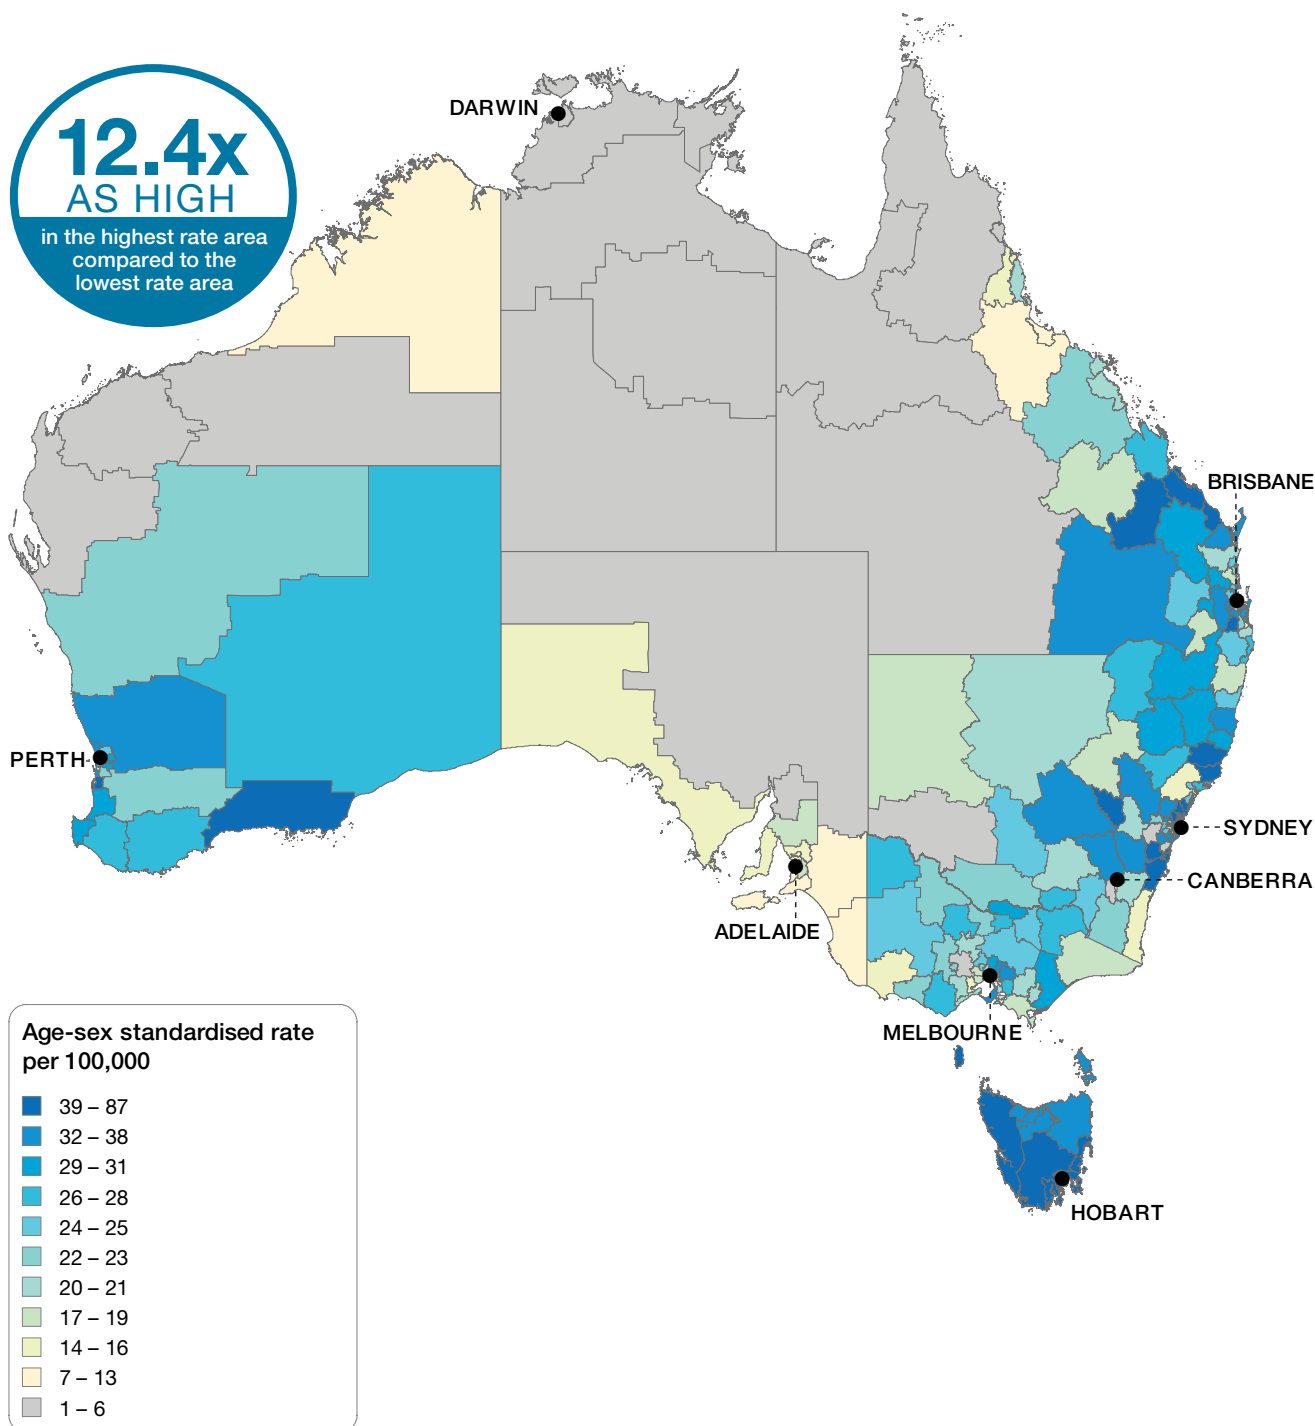 DARWIN
12.4x
AS HIGH
in the highest rate area
compared to the
lowest rate area
BRISBANE
PERTH
SYDNEY
CANBERRA
ADELAIDE
MELBOURNE
HOBART
Age-sex standardised rate
per 100,000
39 – 87
32 – 38
29 – 31
26 – 28
24 – 25
22 – 23
20 – 21
17 – 19
14 – 16
7 – 13
1 – 6